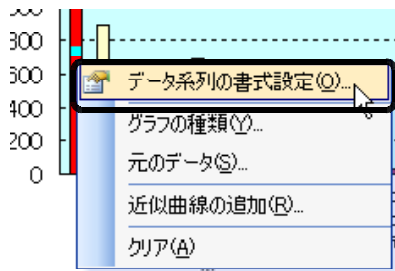 800
600
400
200
0
データ系列の書式設定(O)...
グラフの種類(Y)...
元のデータ(S)...
近似曲線の追加(R)...
クリア(A)